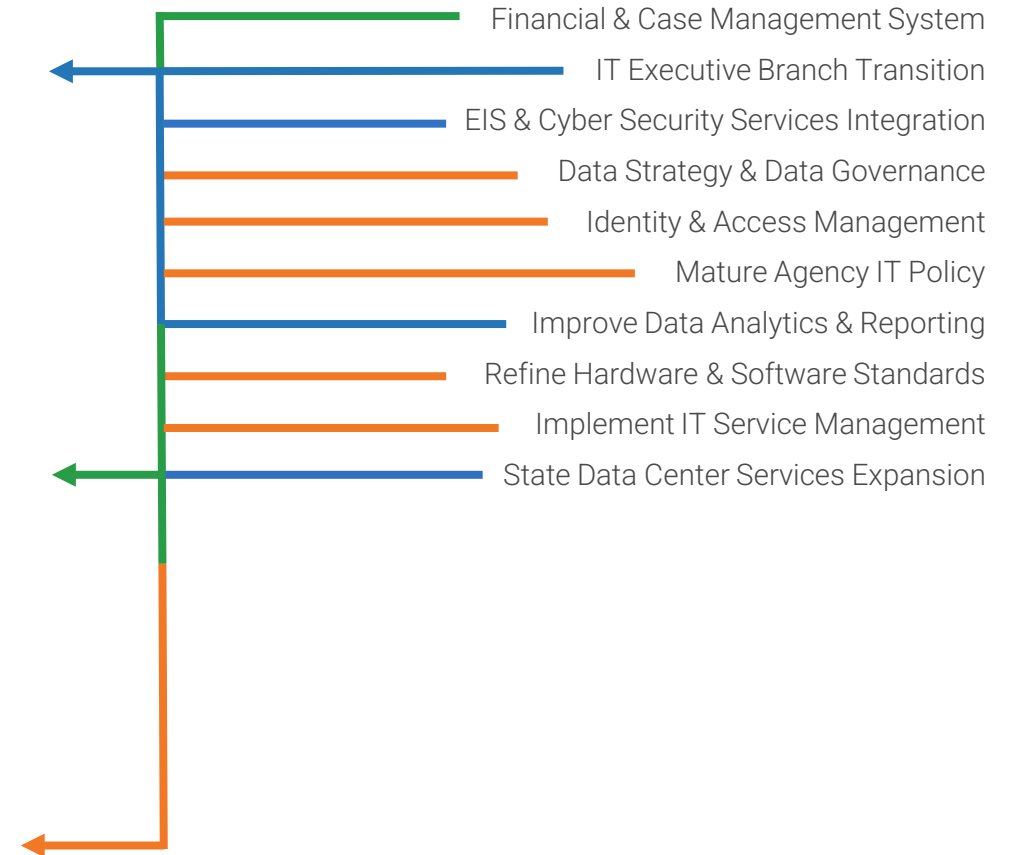 Financial & Case Management System
IT Executive Branch Transition
EIS & Cyber Security Services Integration
Data Strategy & Data Governance
Identity & Access Management
Mature Agency IT Policy
Improve Data Analytics & Reporting
Refine Hardware & Software Standards
Implement IT Service Management
State Data Center Services Expansion